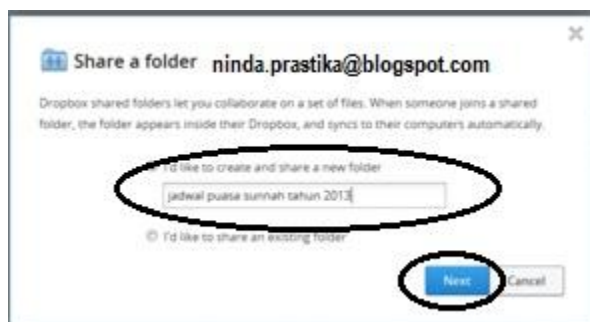 Share a folder ninda.prastika@blogspot.com
Dropbox shared folders let you collaborate on a set of files. When someone joins a shared
folder, the folder appears inside their Dropbox, and syncs to their computers automatically.
I'd like to create and share a new folder
jadwal puasa sunnah tahun 2013
I'd like to share an existing folder
Next Cancel